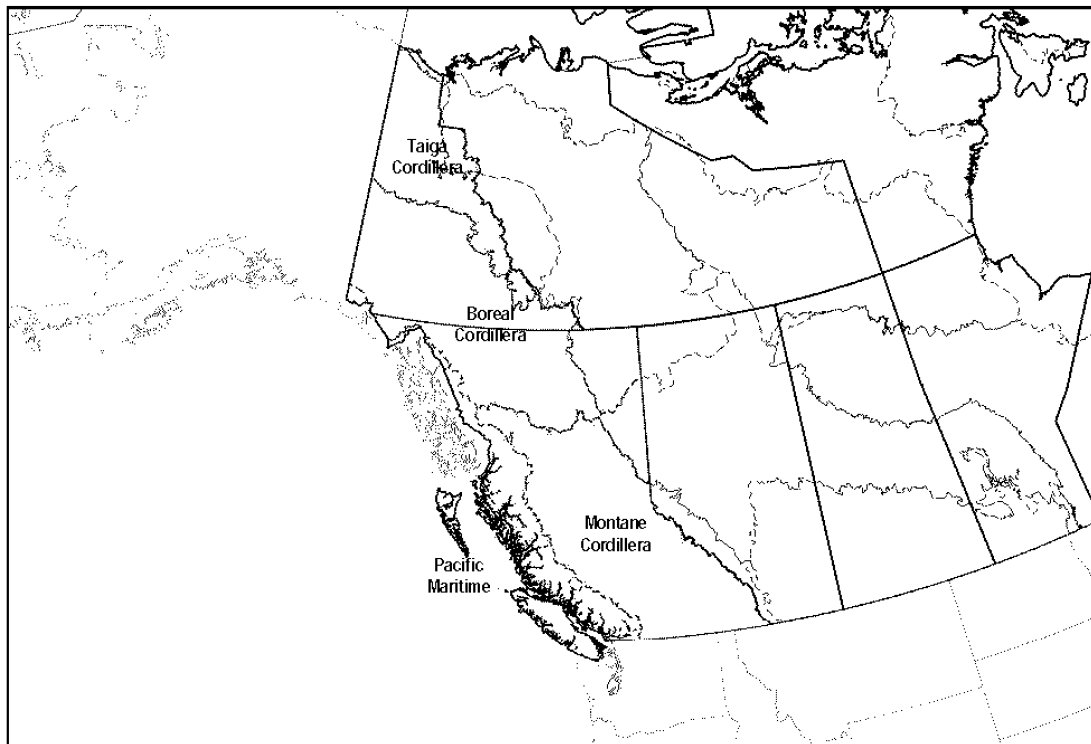 Taiga
Cordillera
Boreal
Cordillera
Montane
Cordillera
Pacific
Maritime